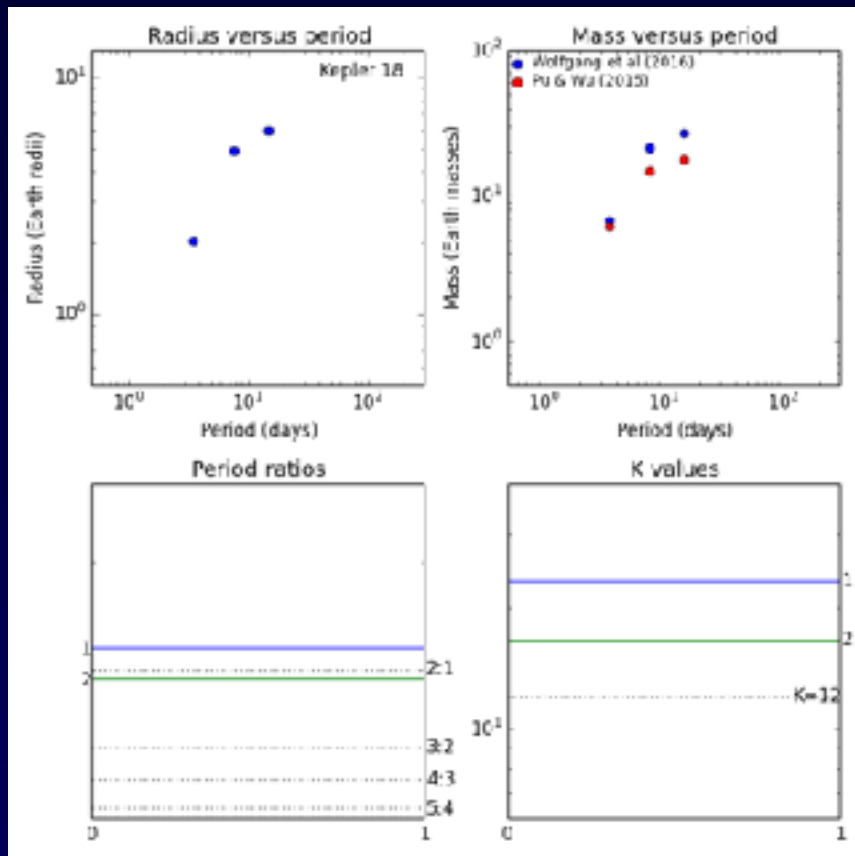 Radius versus period
Kepler 18
10¹
10⁰
Radius (Earth radii)
10⁰ 10¹ 10²
Period (days)
Mass versus period
Wolfgang et al (2016)
Pu & Wu (2015)
10²
10¹
10⁰
Mass (Earth masses)
10⁰ 10¹ 10²
Period (days)
Period ratios
1
2:1
2
3:2
4:3
5:4
0 1
K values
1
2
K=12
10¹
0 1